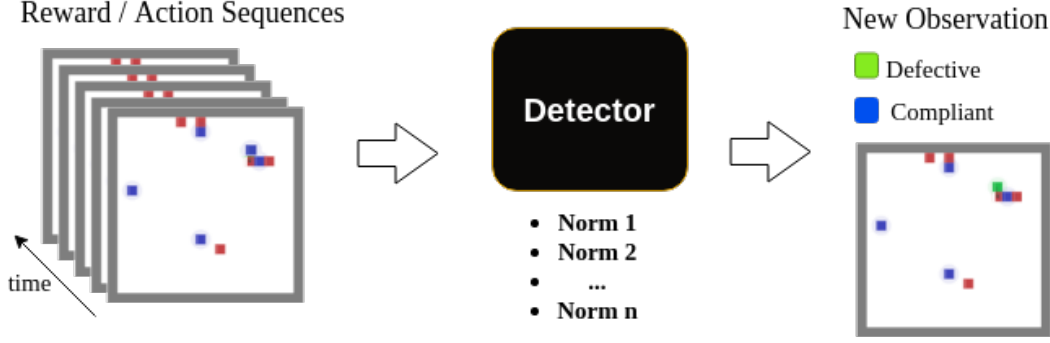 Reward / Action Sequences
time
Detector
• Norm 1
• Norm 2
• ...
• Norm n
New Observation
Defective
Compliant